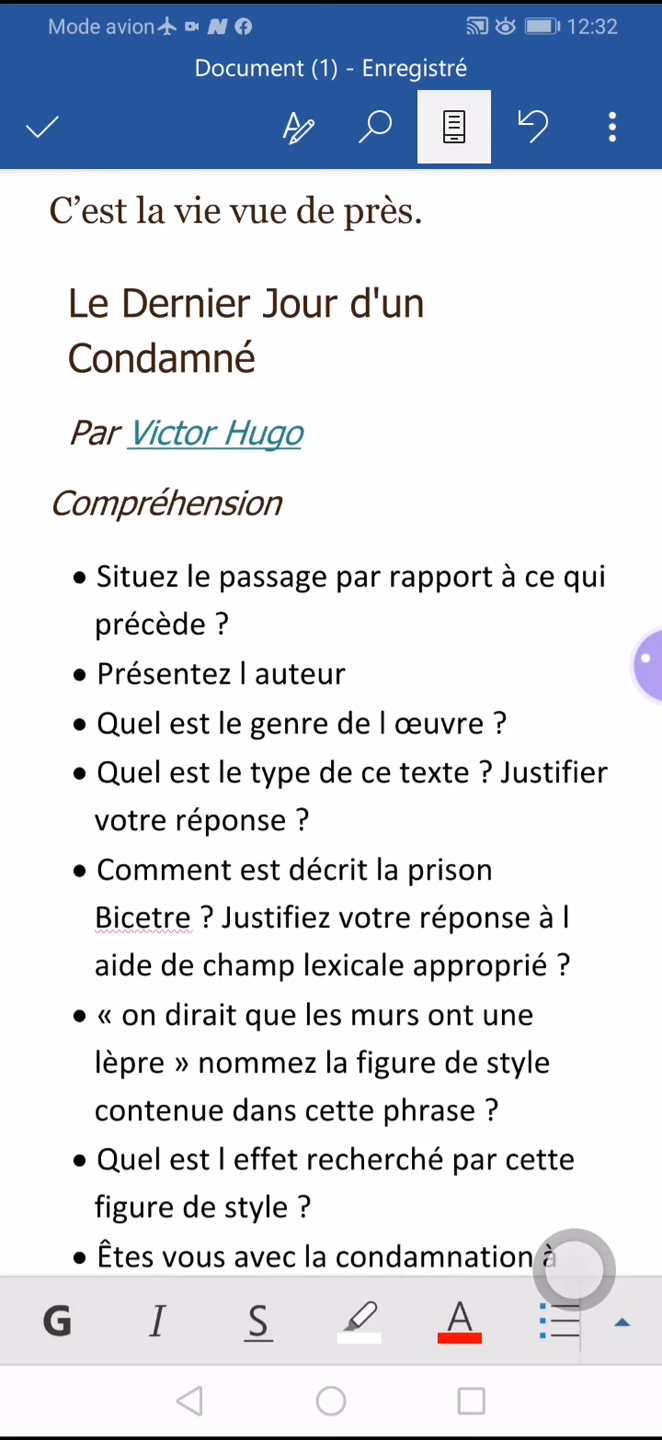 Mode avion 12:32
Document (1) - Enregistré
C’est la vie vue de près.
Le Dernier Jour d'un
Condamné
Par Victor Hugo
Compréhension
• Situez le passage par rapport à ce qui
précède ?
• Présentez l auteur
• Quel est le genre de l œuvre ?
• Quel est le type de ce texte ? Justifier
votre réponse ?
• Comment est décrit la prison
Bicetre ? Justifiez votre réponse à l
aide de champ lexicale approprié ?
• « on dirait que les murs ont une
lèpre » nommez la figure de style
contenue dans cette phrase ?
• Quel est l effet recherché par cette
figure de style ?
• Êtes vous avec la condamnation à
G I S A